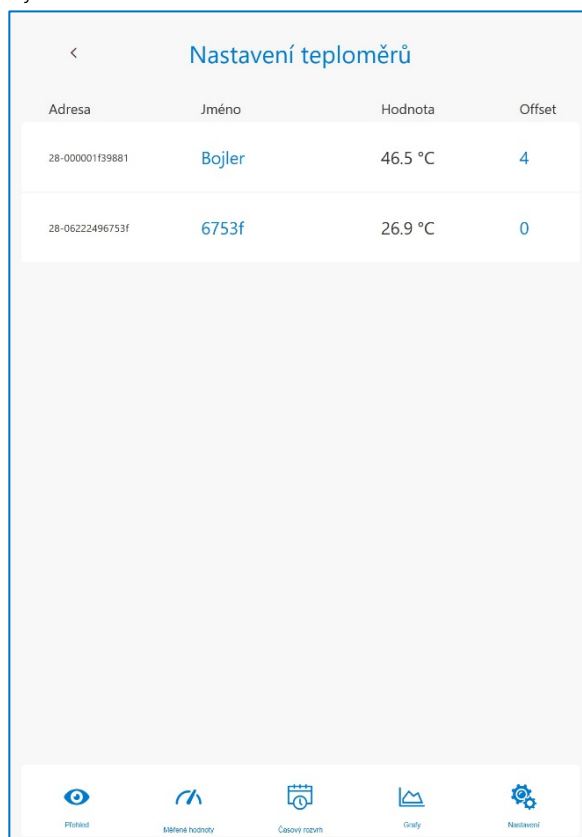 Nastavení teploměrů
Adresa Jméno Hodnota Offset
28-000001f39881 Bojler 46.5 °C 4
28-06222496753f 6753f 26.9 °C 0
Přehled Měřené hodnoty Časový rozvrh Grafy Nastavení